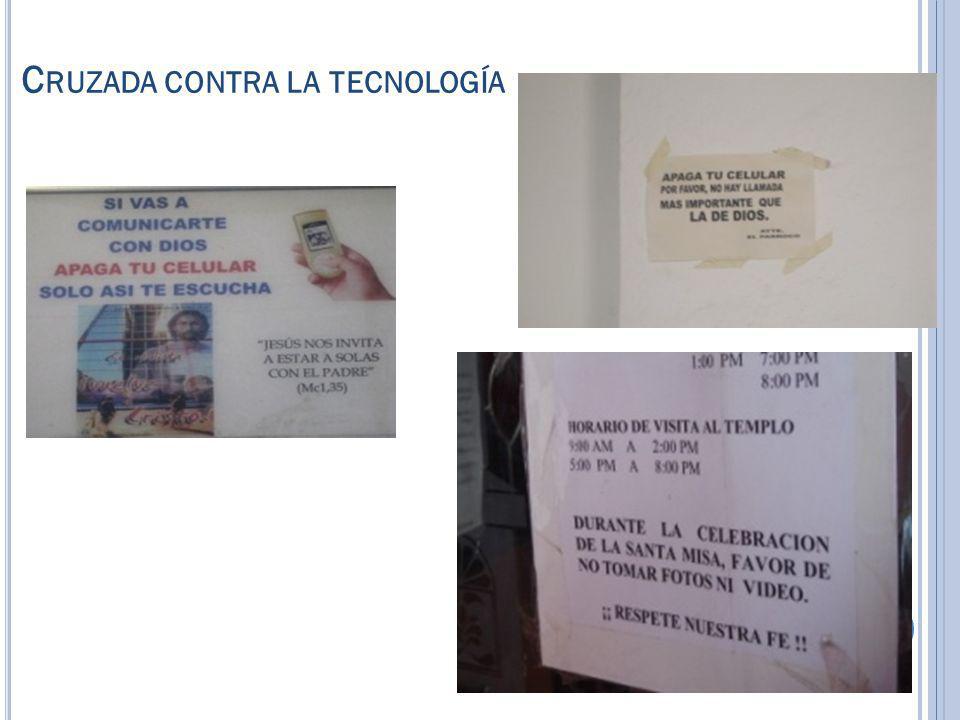 CRUZADA CONTRA LA TECNOLOGÍA
SI VAS A
COMUNICARTE
CON DIOS
APAGA TU CELULAR
SOLO ASI TE ESCUCHA
"JESÚS NOS INVITA
A ESTAR A SOLAS
CON EL PADRE"
(Mc1,35)
Gracias!
APAGA TU CELULAR
POR FAVOR, NO HAY LLAMADA
MAS IMPORTANTE QUE
LA DE DIOS.
ATTE.
EL PARROCO
1:00 PM 7:00 PM
8:00 PM
HORARIO DE VISITA AL TEMPLO
9:00 AM A 2:00 PM
5:00 PM A 8:00 PM
DURANTE LA CELEBRACION
DE LA SANTA MISA, FAVOR DE
NO TOMAR FOTOS NI VIDEO.
¡¡ RESPETE NUESTRA FE !!